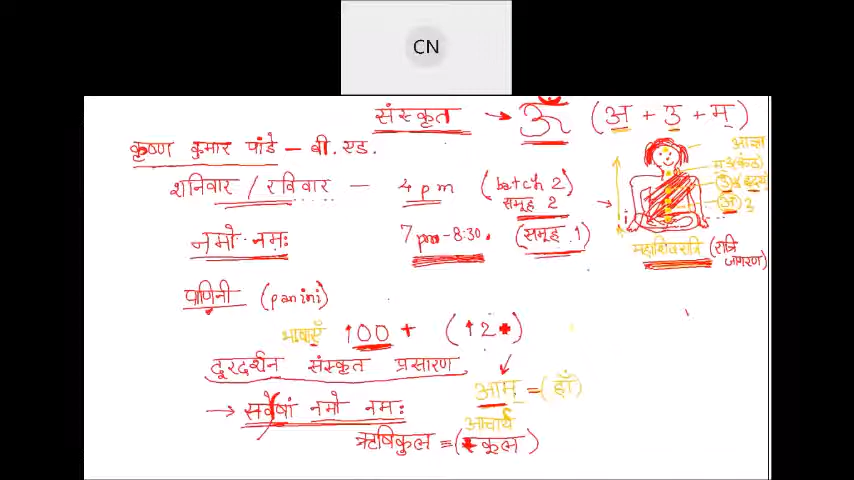 CN
संस्कृत → ॐ (अ + उ + म)
कृष्ण कुमार पांडे – बी. एड.
शनिवार / रविवार – 4 pm (batch 2)
समूह 2
नमो नमः 7 pm - 8:30. (समूह 1)
आज्ञा
म (कंठ)
उ हृदय
अ
महाशिवरात्रि (रात्रि जागरण)
पाणिनी (panini)
भाषाएँ 100 + (12+)
दूरदर्शन संस्कृत प्रसारण
→ सर्वेषां नमो नमः
आम् = (हाँ)
आचार्य
ऋषिकुल = (स्कूल)